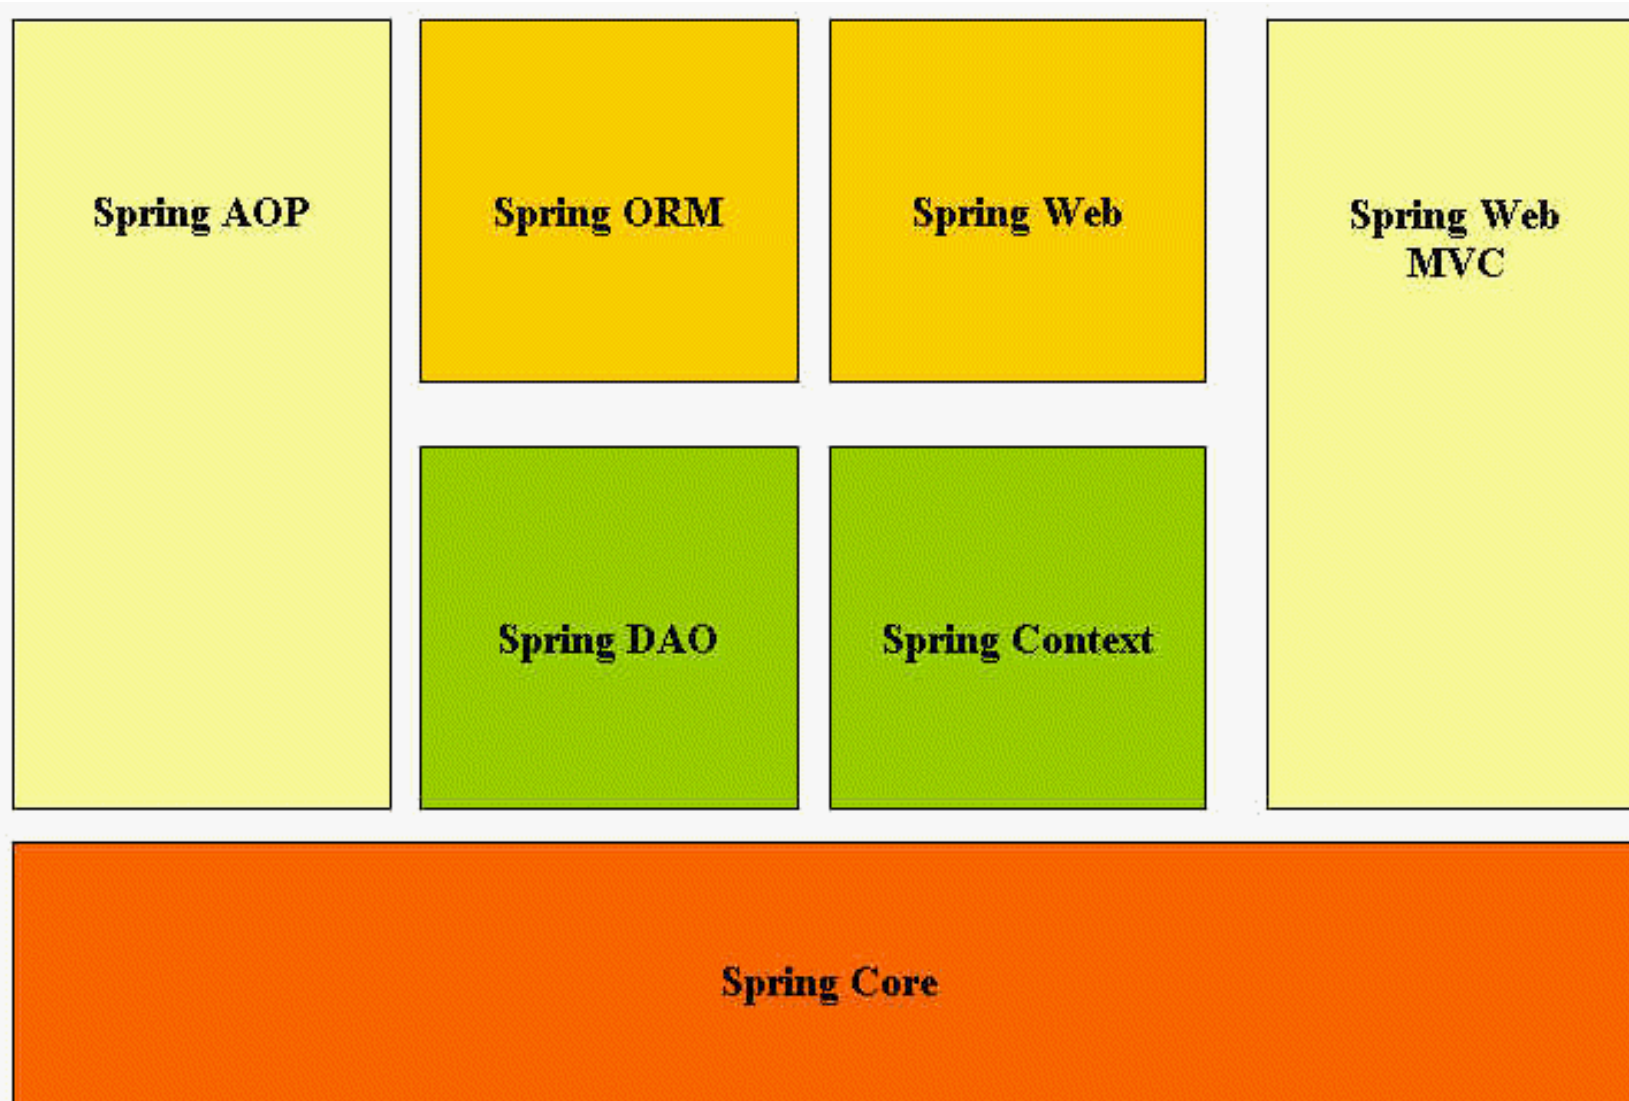 Spring AOP
Spring ORM
Spring Web
Spring Web
MVC
Spring DAO
Spring Context
Spring Core